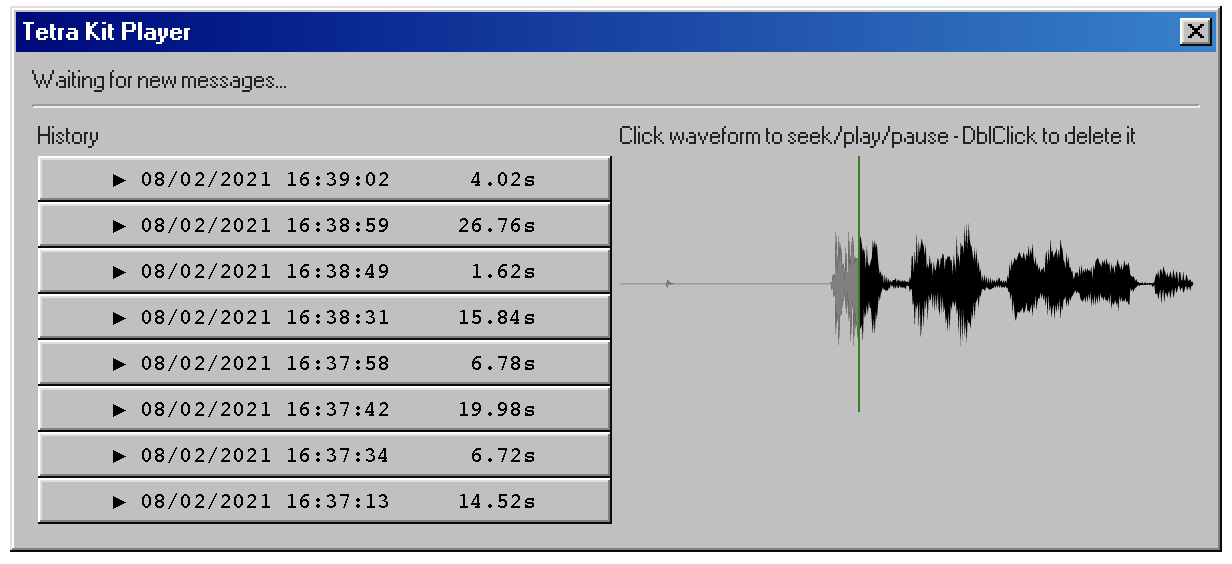 Tetra Kit Player
Waiting for new messages...
History
Click waveform to seek/play/pause - DblClick to delete it
► 08/02/2021 16:39:02 4.02s
► 08/02/2021 16:38:59 26.76s
► 08/02/2021 16:38:49 1.62s
► 08/02/2021 16:38:31 15.84s
► 08/02/2021 16:37:58 6.78s
► 08/02/2021 16:37:42 19.98s
► 08/02/2021 16:37:34 6.72s
► 08/02/2021 16:37:13 14.52s